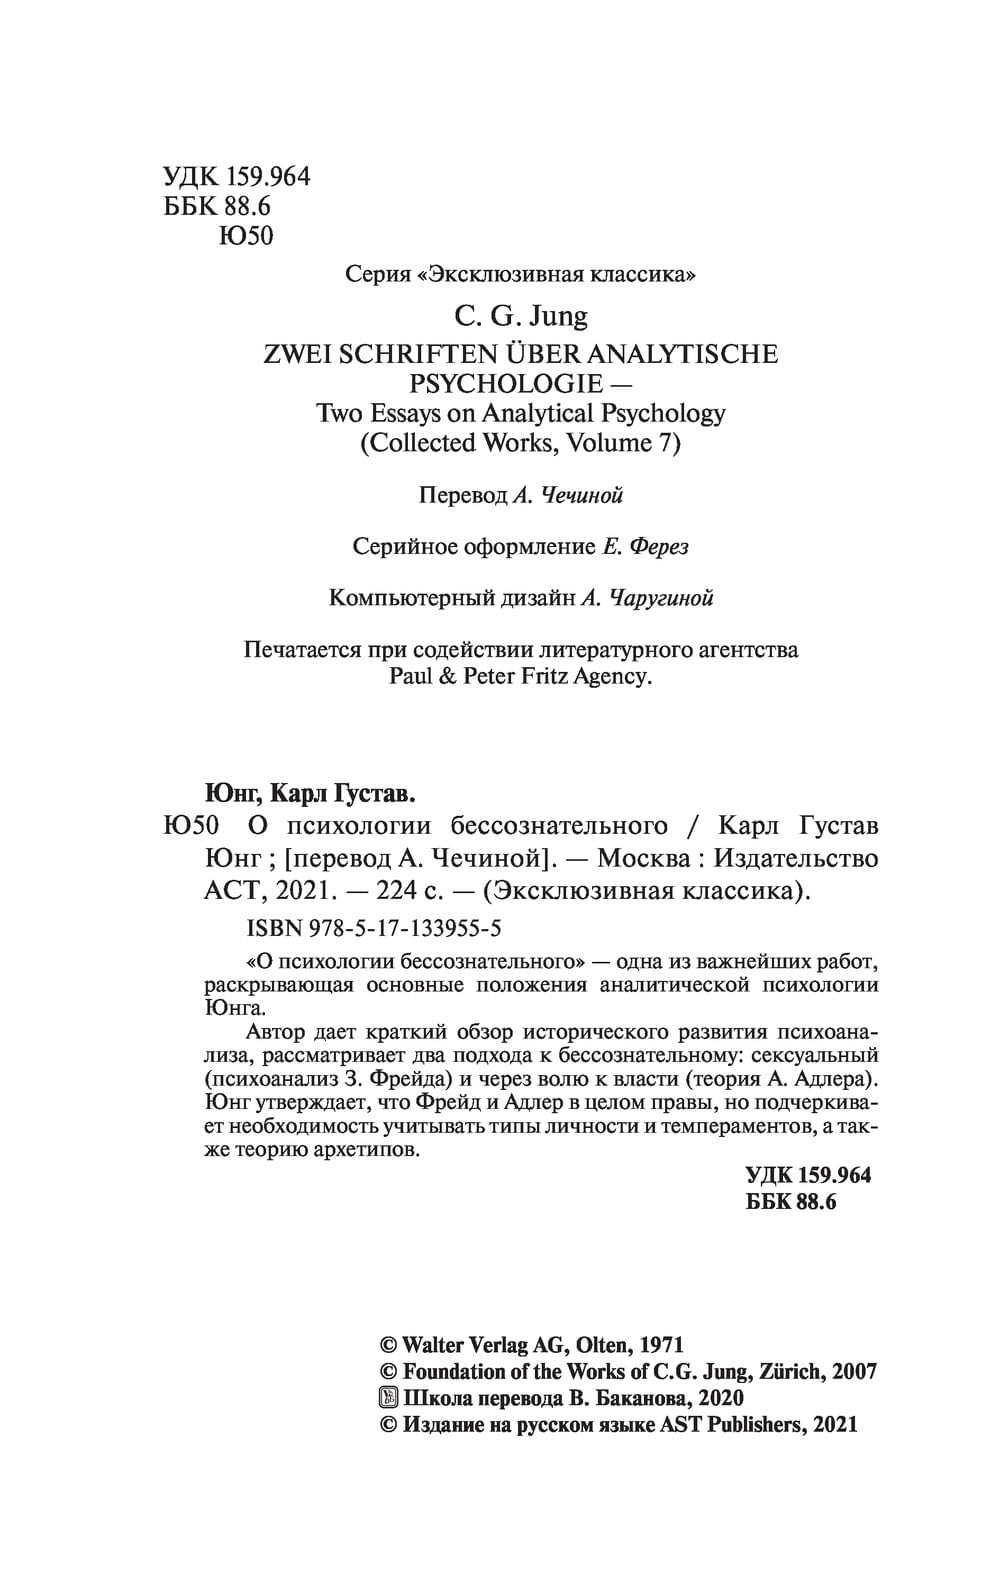 УДК 159.964
ББК 88.6
Ю50
Серия «Эксклюзивная классика»
C. G. Jung
ZWEI SCHRIFTEN ÜBER ANALYTISCHE
PSYCHOLOGIE —
Two Essays on Analytical Psychology
(Collected Works, Volume 7)
Перевод А. Чечиной
Серийное оформление Е. Ферез
Компьютерный дизайн А. Чаругиной
Печатается при содействии литературного агентства
Paul & Peter Fritz Agency.
Юнг, Карл Густав.
Ю50 О психологии бессознательного / Карл Густав
Юнг ; [перевод А. Чечиной]. — Москва : Издательство
АСТ, 2021. — 224 с. — (Эксклюзивная классика).
ISBN 978-5-17-133955-5
«О психологии бессознательного» — одна из важнейших работ,
раскрывающая основные положения аналитической психологии
Юнга.
Автор дает краткий обзор исторического развития психоана-
лиза, рассматривает два подхода к бессознательному: сексуальный
(психоанализ З. Фрейда) и через волю к власти (теория А. Адлера).
Юнг утверждает, что Фрейд и Адлер в целом правы, но подчеркива-
ет необходимость учитывать типы личности и темпераментов, а так-
же теорию архетипов.
УДК 159.964
ББК 88.6
© Walter Verlag AG, Olten, 1971
© Foundation of the Works of C.G. Jung, Zürich, 2007
Школа перевода В. Баканова, 2020
© Издание на русском языке AST Publishers, 2021